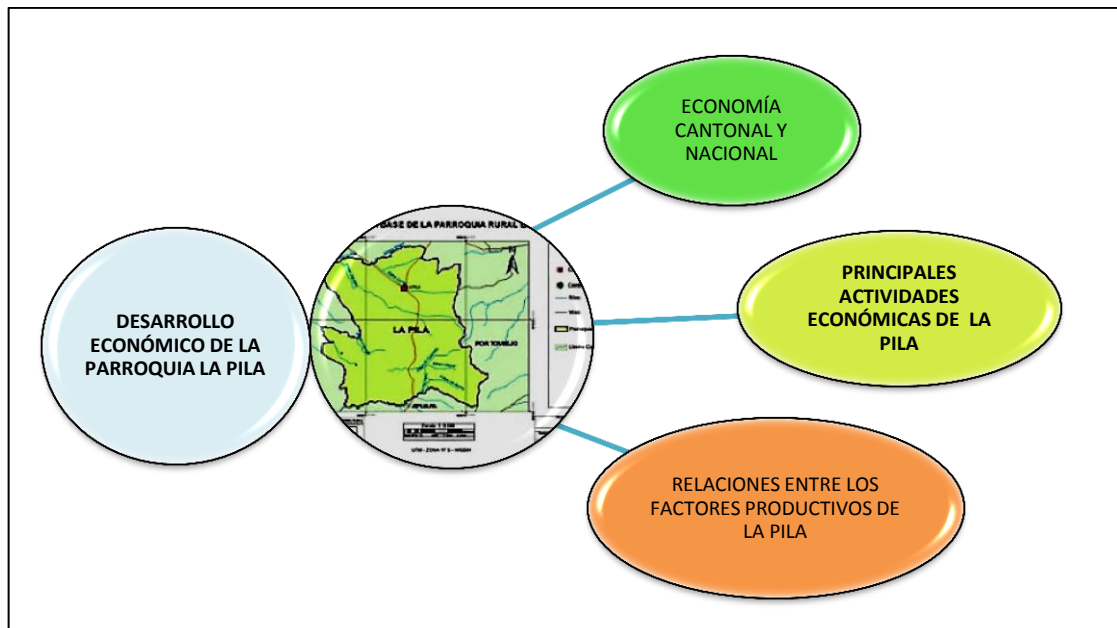 ECONOMÍA
CANTONAL Y
NACIONAL
BASE DE LA PARROQUIA RURAL
LA PILA
PORTOVIEJO
N
DESARROLLO
ECONÓMICO DE LA
PARROQUIA LA PILA
PRINCIPALES
ACTIVIDADES
ECONÓMICAS DE LA
PILA
RELACIONES ENTRE LOS
FACTORES PRODUCTIVOS DE
LA PILA